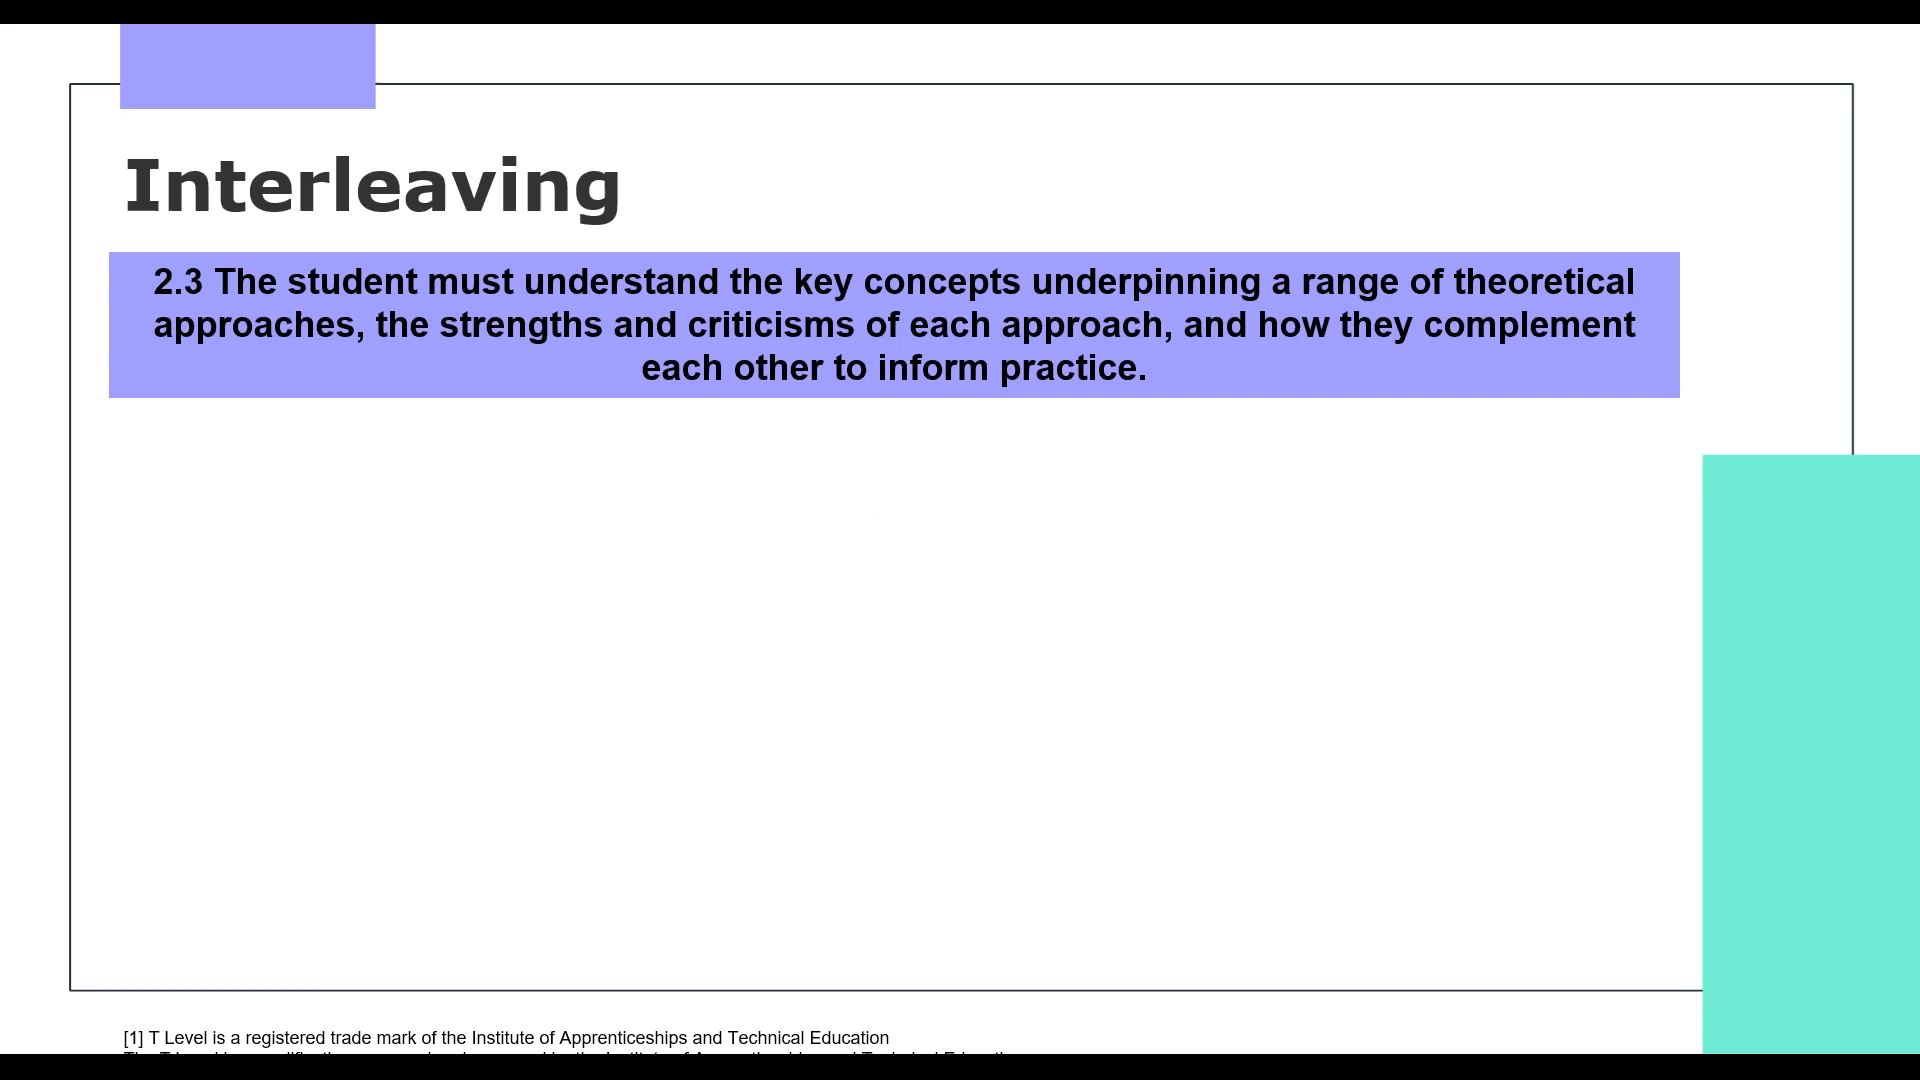 Interleaving
2.3 The student must understand the key concepts underpinning a range of theoretical
approaches, the strengths and criticisms of each approach, and how they complement
each other to inform practice.
[1] T Level is a registered trade mark of the Institute of Apprenticeships and Technical Education